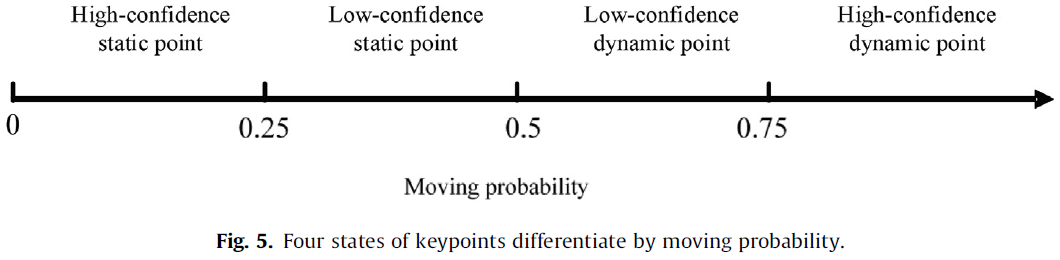 High-confidence static point
Low-confidence static point
Low-confidence dynamic point
High-confidence dynamic point
0
0.25
0.5
0.75
Moving probability
Fig. 5. Four states of keypoints differentiate by moving probability.